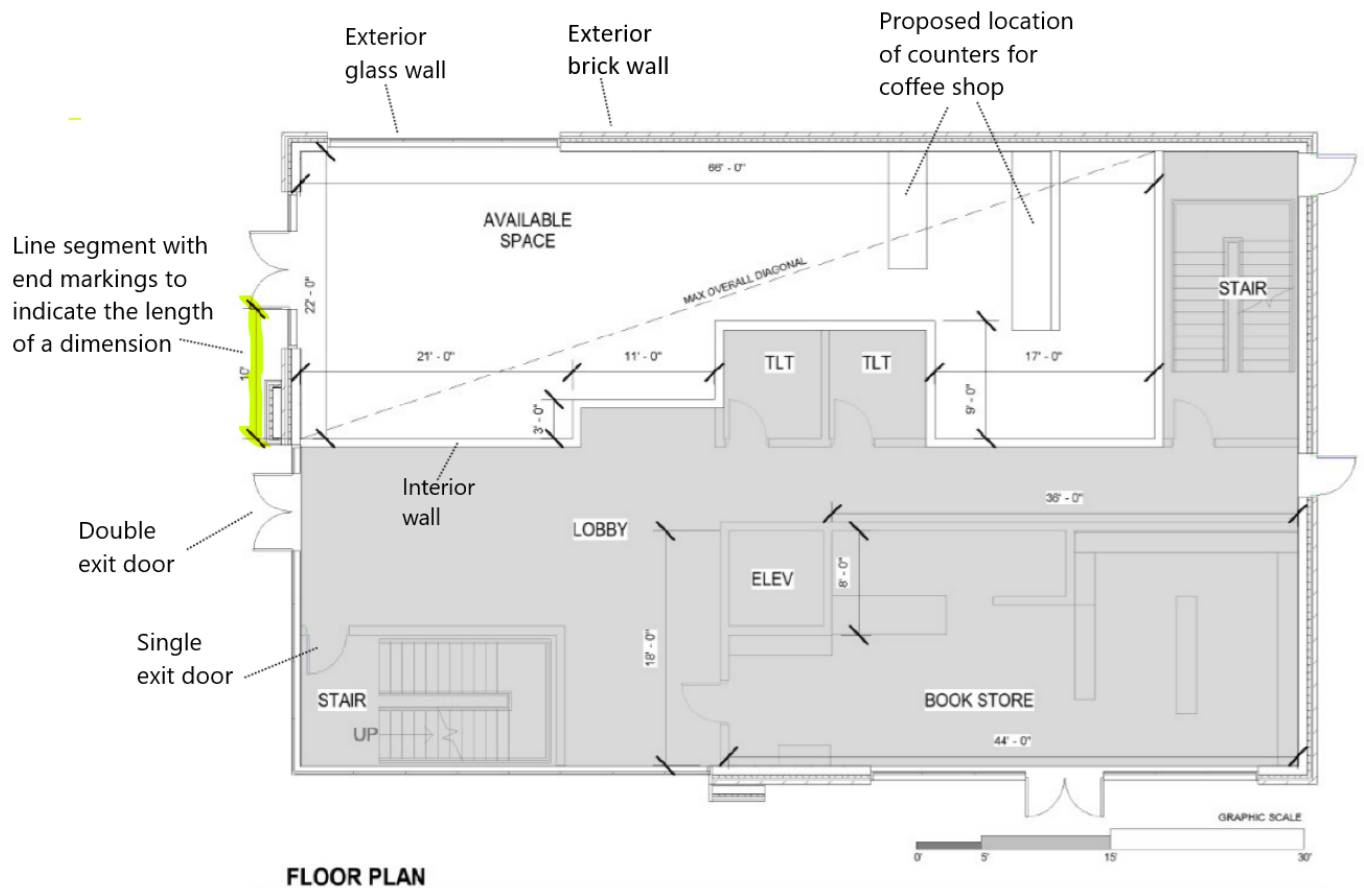 Exterior
glass wall
Exterior
brick wall
Proposed location
of counters for
coffee shop
66' - 0"
AVAILABLE
SPACE
Line segment with
end markings to
indicate the length
of a dimension
MAX OVERALL DIAGONAL
STAIR
22' - 0"
10'
21' - 0"
11' - 0"
TLT
TLT
17' - 0"
3' - 0"
9' - 0"
Interior
wall
36' - 0"
LOBBY
Double
exit door
ELEV
8' - 0"
Single
exit door
18' - 0"
STAIR
BOOK STORE
UP
44' - 0"
GRAPHIC SCALE
0' 5' 15' 30'
FLOOR PLAN